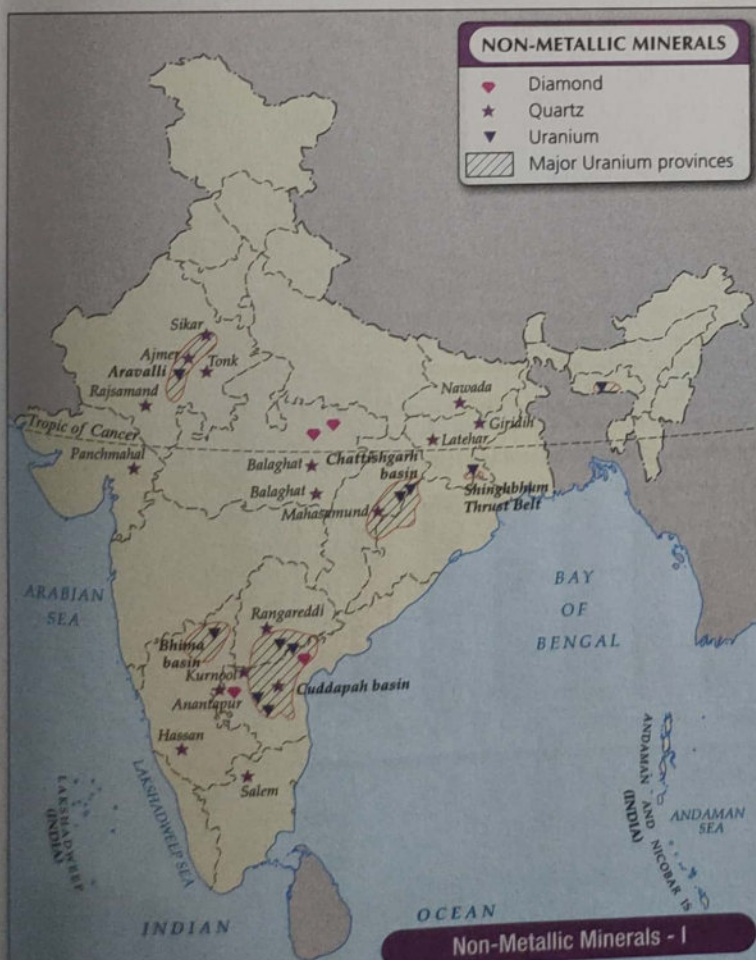 NON-METALLIC MINERALS
Diamond
Quartz
Uranium
Major Uranium provinces
Sikar
Ajmer
Tonk
Aravalli
Rajsamand
Nawada
Giridih
Tropic of Cancer
Latehar
Panchmahal
Balaghat
Chattishgarh
basin
Balaghat
Shinghbhum
Thrust Belt
Mahasamund
ARABIAN
SEA
BAY
OF
BENGAL
Rangareddi
Bhima
basin
Kurnool
Cuddapah basin
Anantapur
Hassan
Salem
LAKSHADWEEP
(INDIA)
LAKSHADWEEP SEA
ANDAMAN AND NICOBAR IS
(INDIA)
ANDAMAN
SEA
INDIAN
OCEAN
Non-Metallic Minerals - I